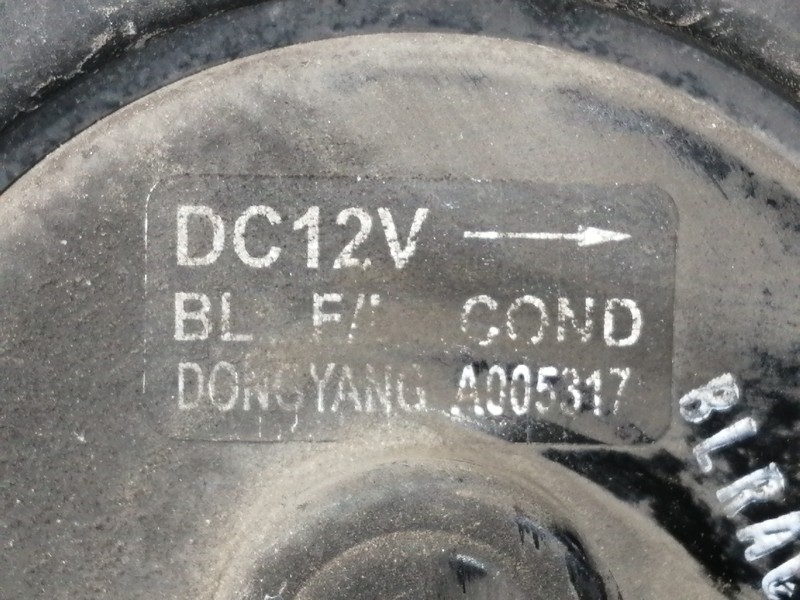 DC12V
BL COND
DONGYANG A005317